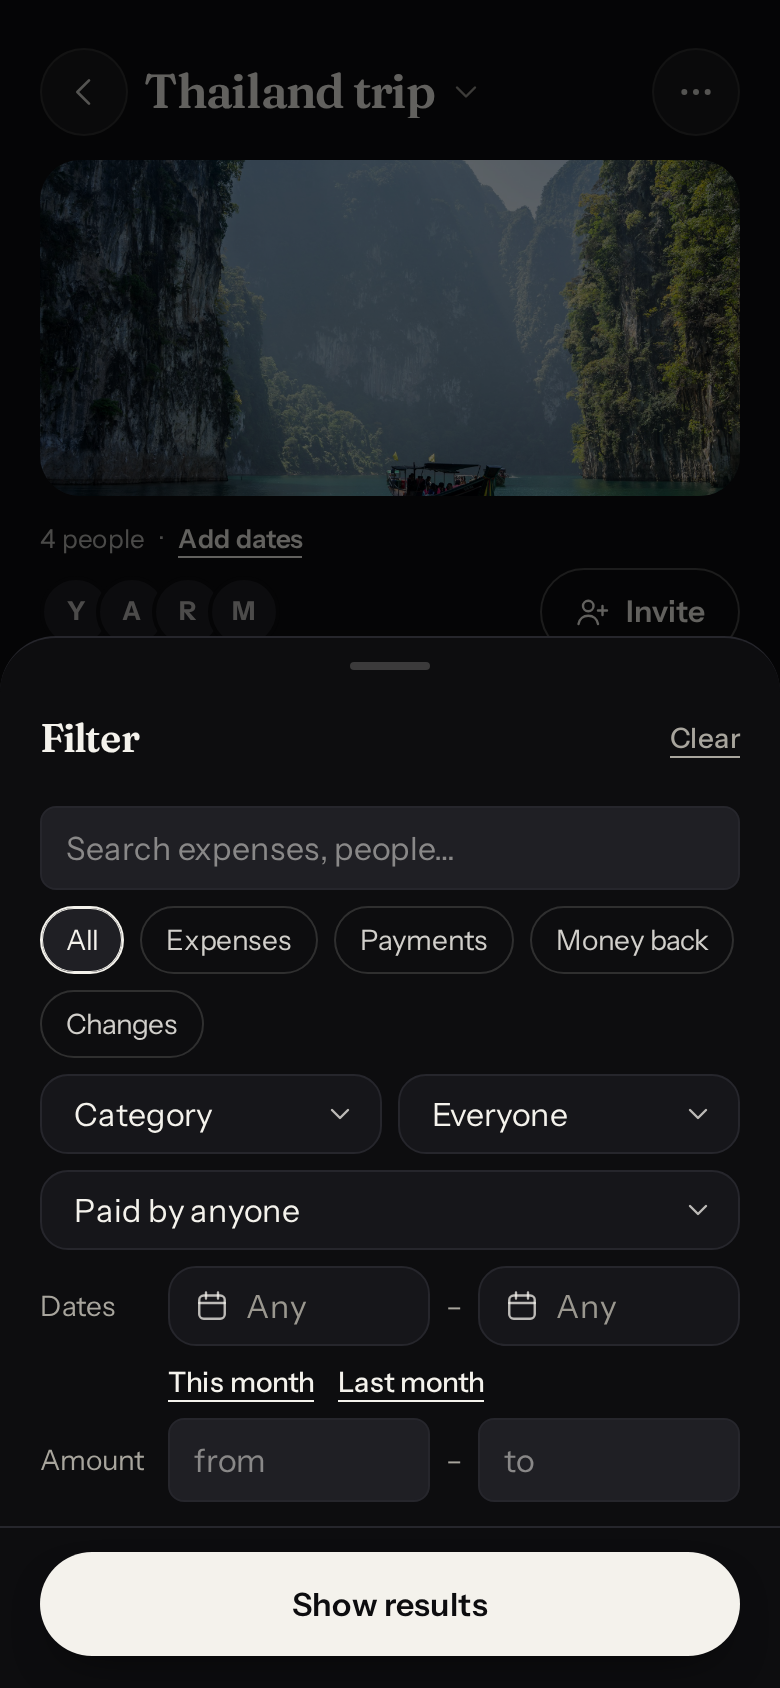 Thailand trip
4 people · Add dates
Y A R M
Invite
Filter
Clear
Search expenses, people...
All Expenses Payments Money back
Changes
Category Everyone
Paid by anyone
Dates Any – Any
This month Last month
Amount from – to
Show results